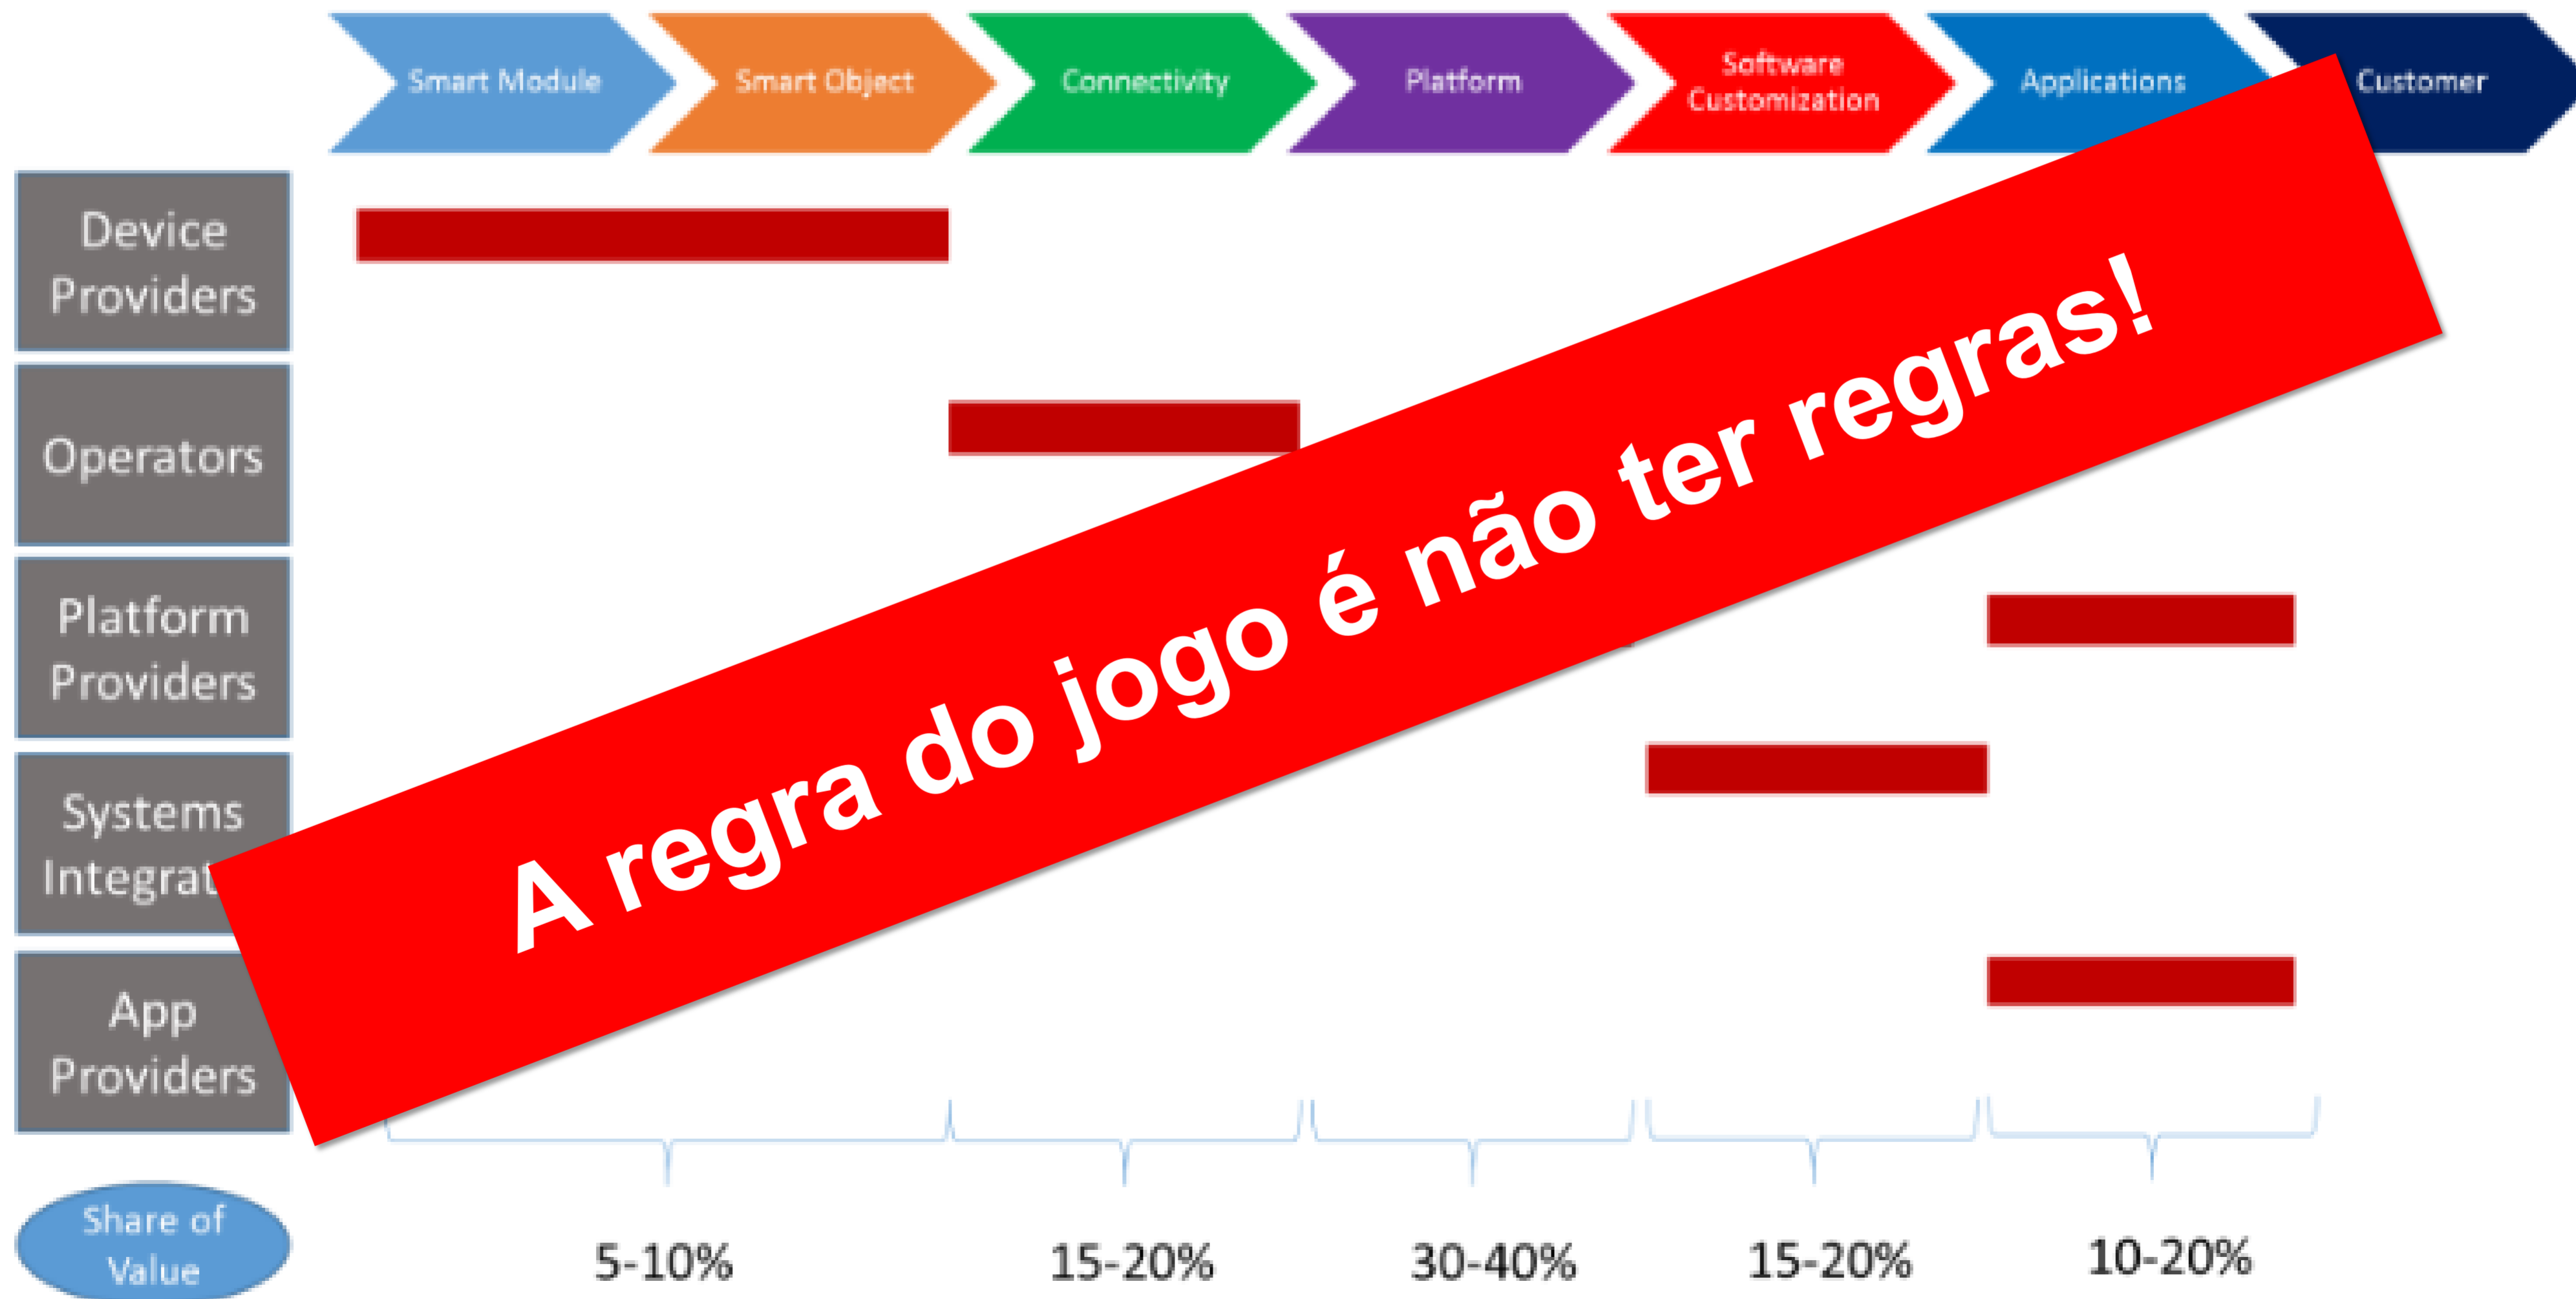 Smart Module
Smart Object
Connectivity
Platform
Software
Customization
Applications
Customer
Device
Providers
Operators
Platform
Providers
Systems
App
Providers
A regra do jogo é não ter regras!
Share of
Value
5-10%
15-20%
30-40%
15-20%
10-20%